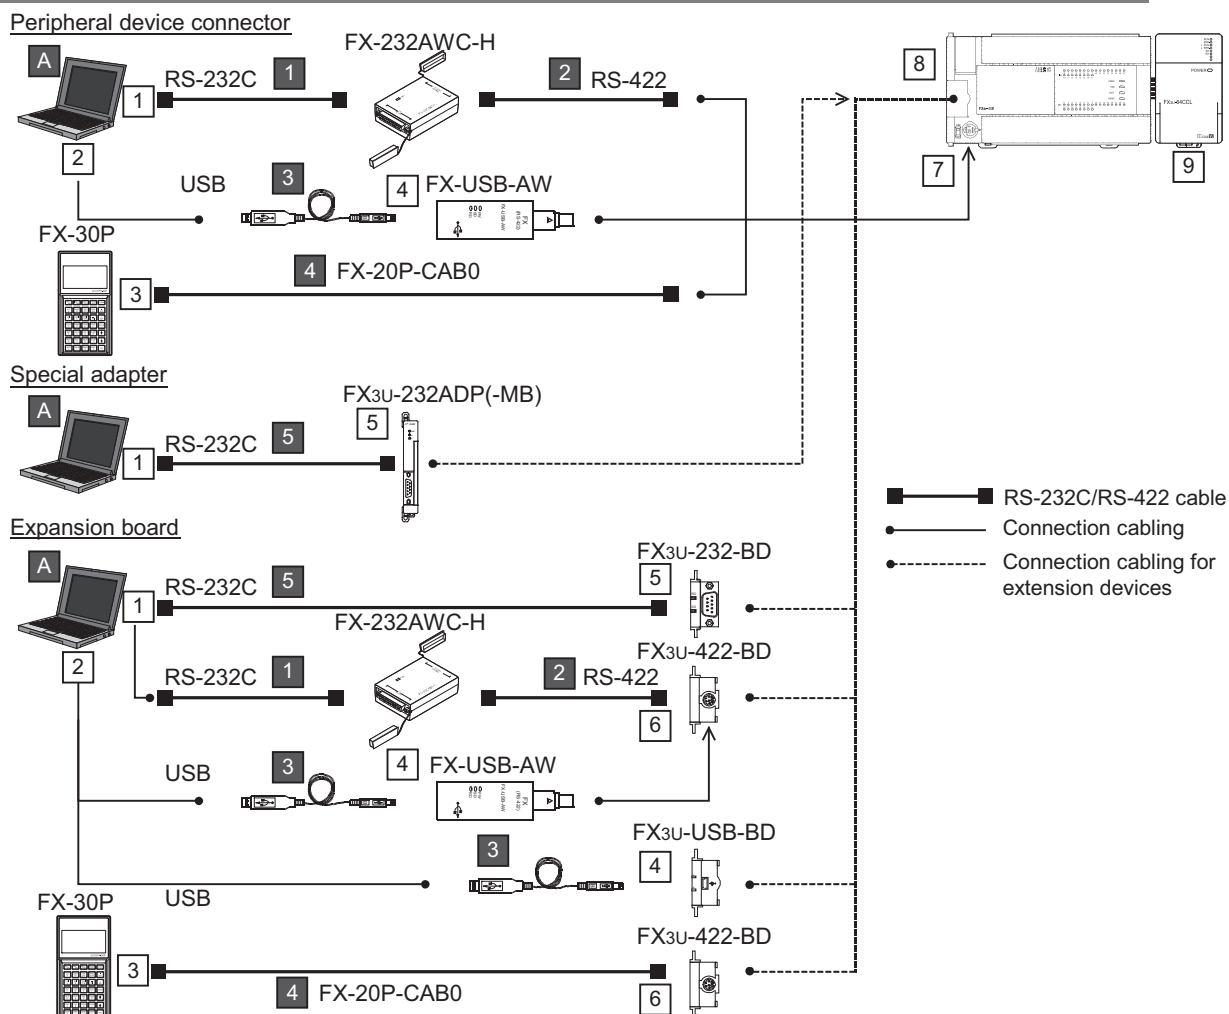 Peripheral device connector
FX-232AWC-H
A
1
RS-232C
1
2
RS-422
8
POWER
FX3U-64CCL
2
USB
3
4
FX-USB-AW
7
9
FX-30P
3
4
FX-20P-CAB0
Special adapter
A
FX3U-232ADP(-MB)
1
RS-232C
5
5
RS-232C/RS-422 cable
Connection cabling
Connection cabling for
extension devices
Expansion board
A
FX3U-232-BD
1
RS-232C
5
5
FX-232AWC-H
FX3U-422-BD
2
RS-232C
1
2
RS-422
6
USB
3
4
FX-USB-AW
FX3U-USB-BD
3
4
USB
FX-30P
FX3U-422-BD
3
4
FX-20P-CAB0
6